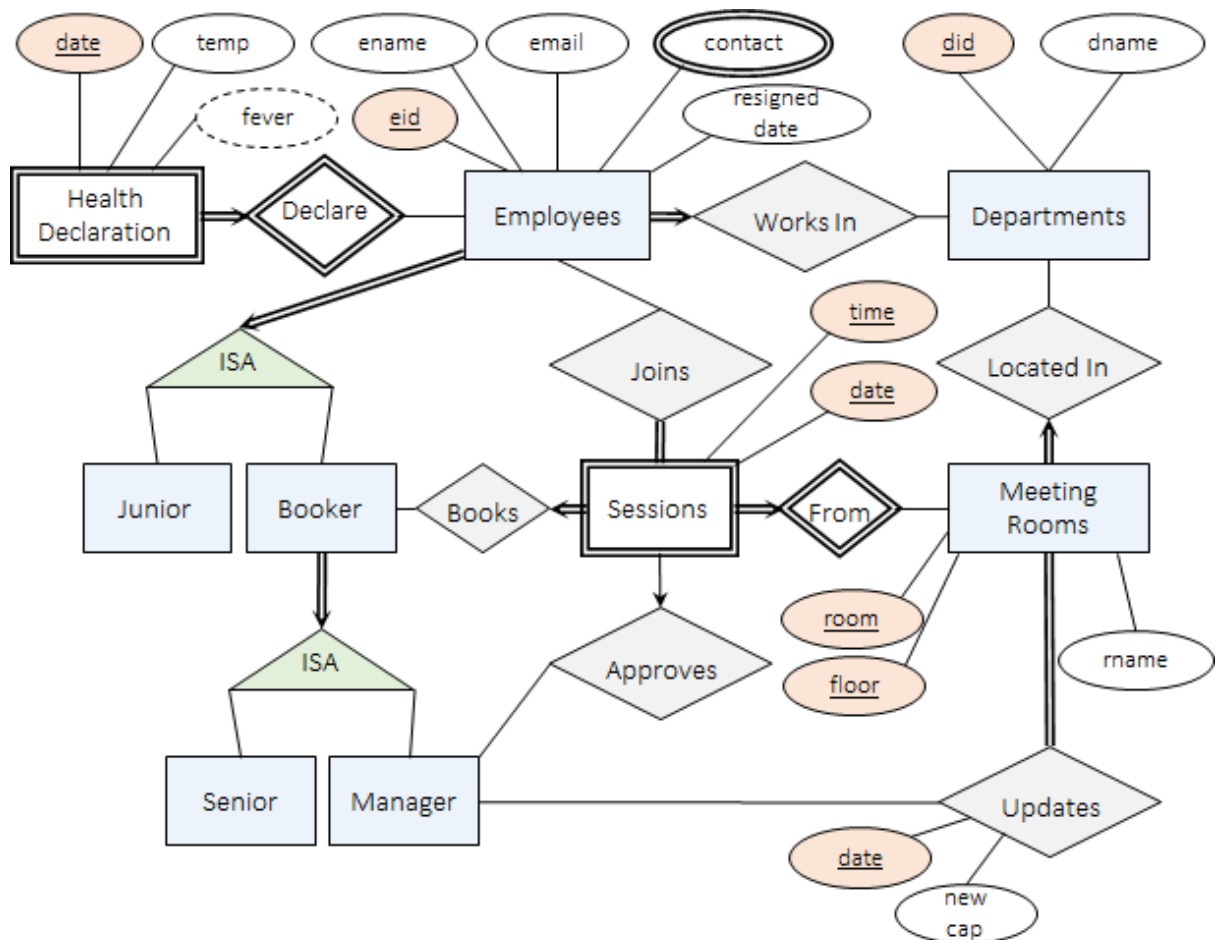 date
temp
ename
email
contact
did
dname
fever
eid
resigned
date
Health
Declaration
Declare
Employees
Works In
Departments
time
ISA
Joins
date
Located In
Junior
Booker
Books
Sessions
From
Meeting
Rooms
room
rname
ISA
Approves
floor
Senior
Manager
Updates
date
new
cap